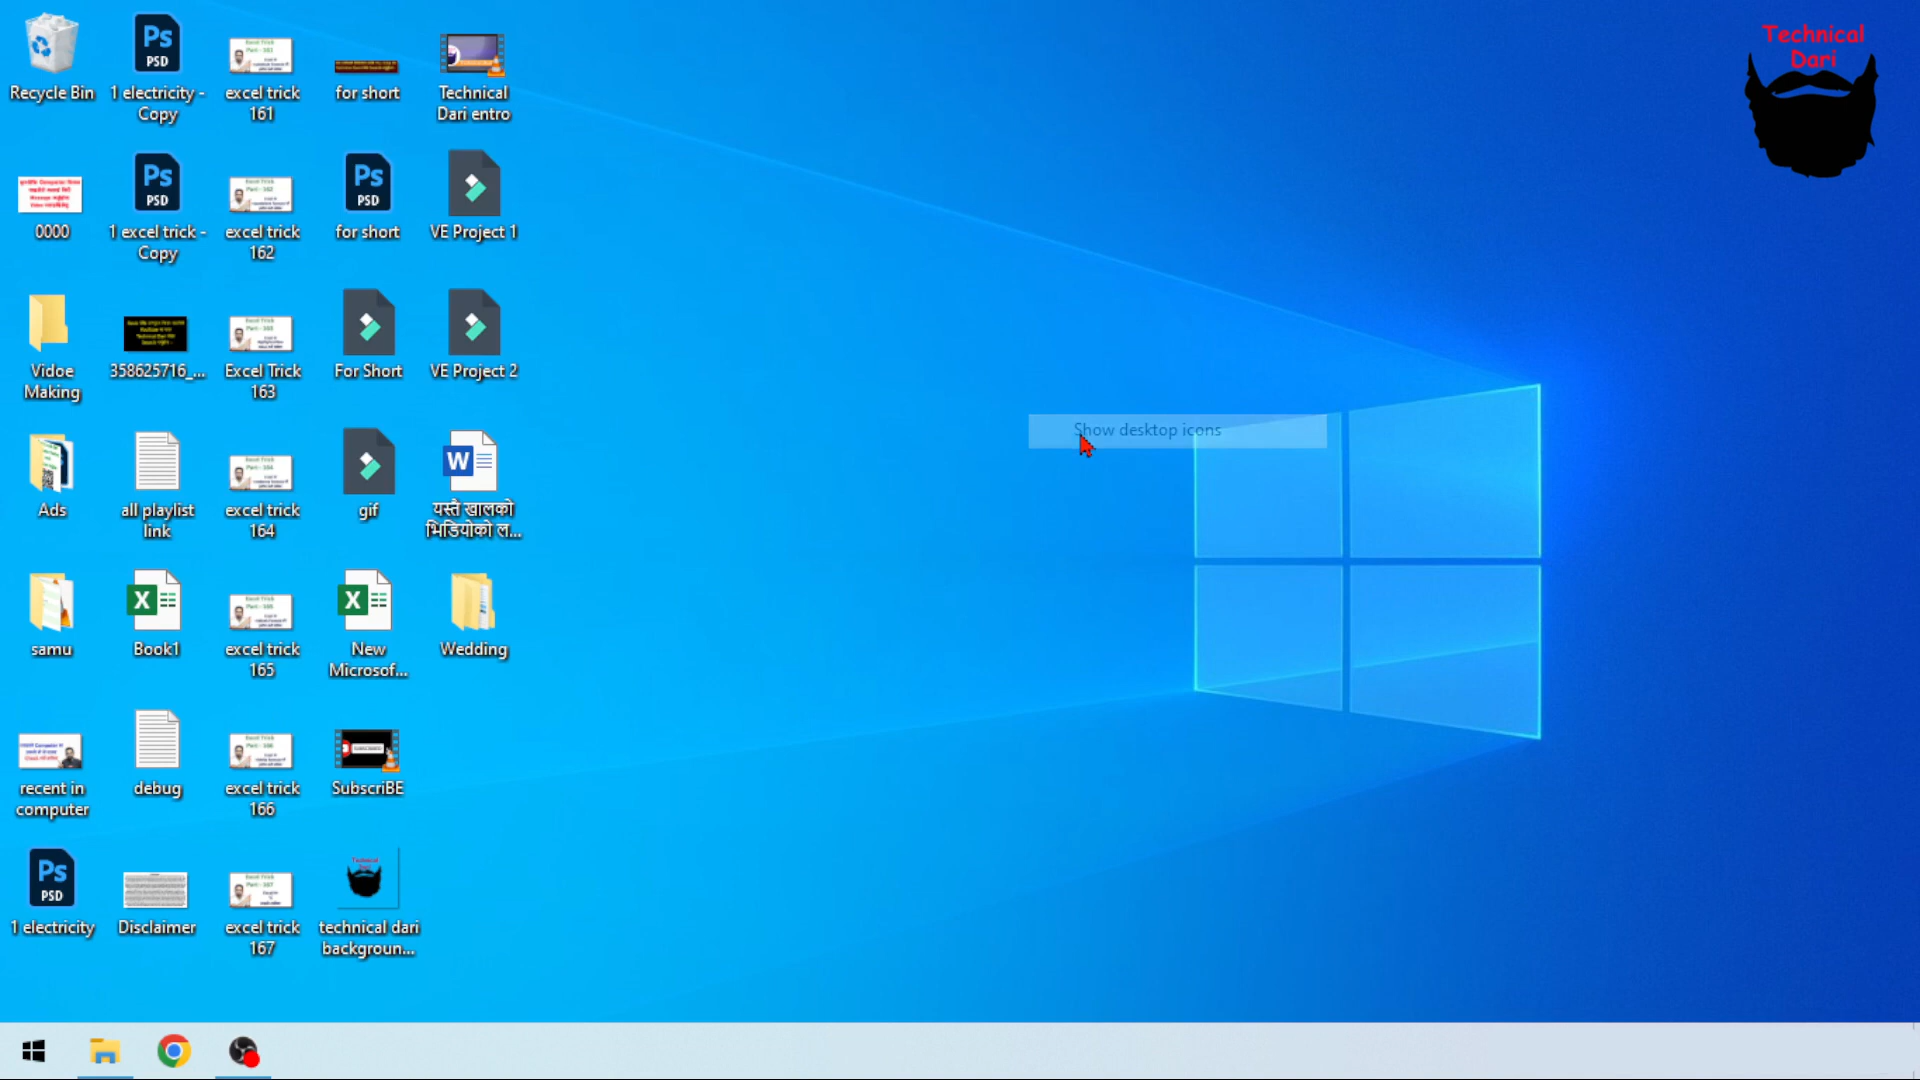 Technical
Dari
Recycle Bin
1 electricity -
Copy
excel trick
161
for short
Technical
Dari entro
0000
1 excel trick -
Copy
excel trick
162
for short
VE Project 1
Vidoe
Making
358625716_...
Excel Trick
163
For Short
VE Project 2
Show desktop icons
Ads
all playlist
link
excel trick
164
gif
यस्तै खालको
भिडियोको ल...
samu
Book1
excel trick
165
New
Microsof...
Wedding
recent in
computer
debug
excel trick
166
SubscriBE
1 electricity
Disclaimer
excel trick
167
technical dari
backgroun...